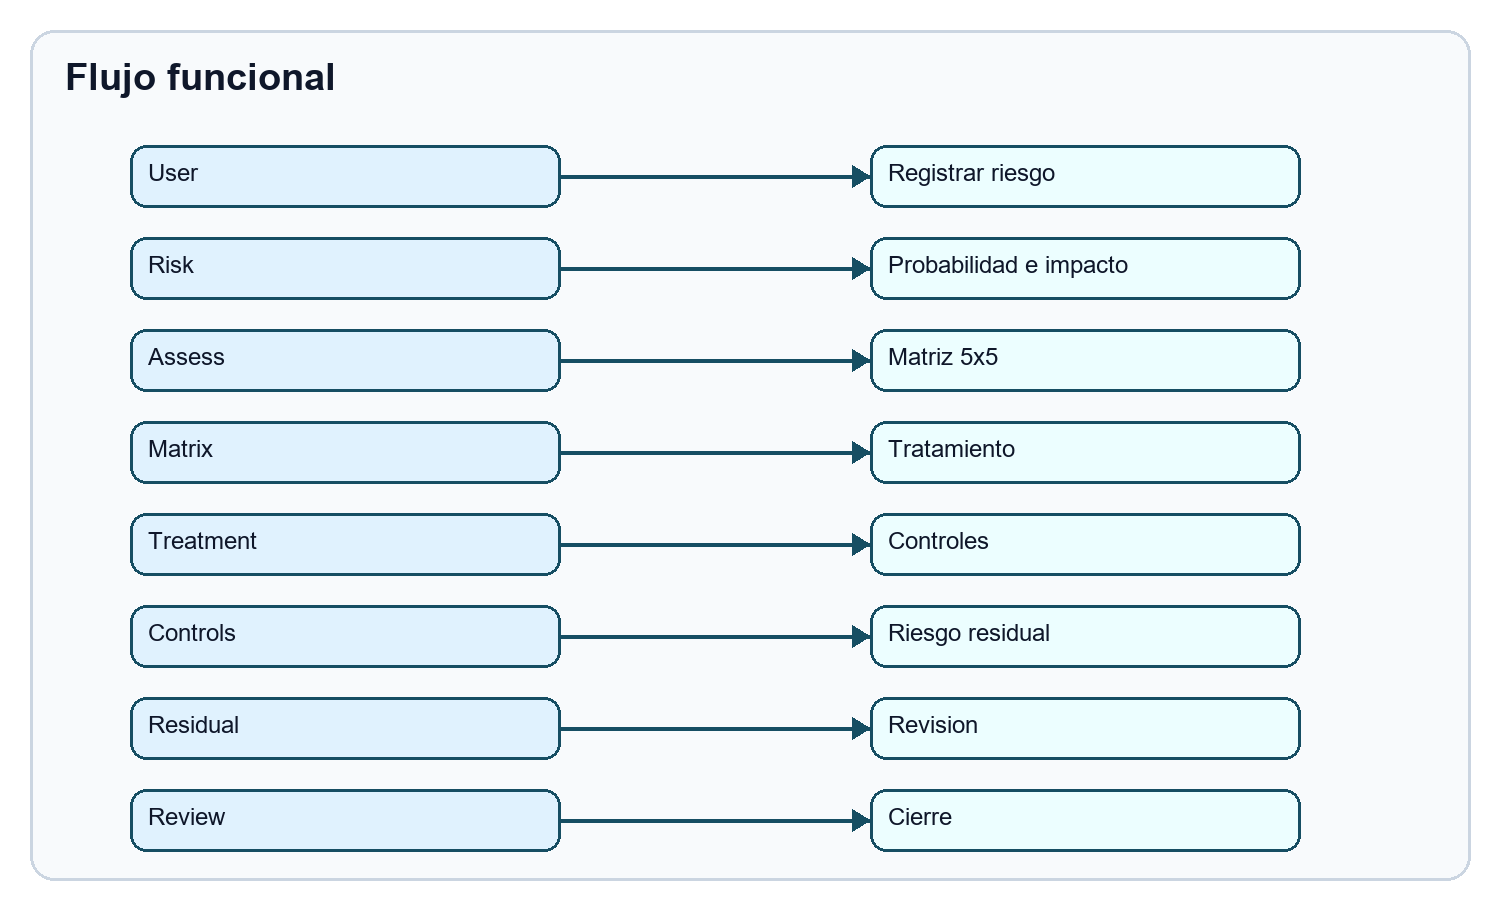 Flujo funcional
User
Registrar riesgo
Risk
Probabilidad e impacto
Assess
Matriz 5x5
Matrix
Tratamiento
Treatment
Controles
Controls
Riesgo residual
Residual
Revision
Review
Cierre